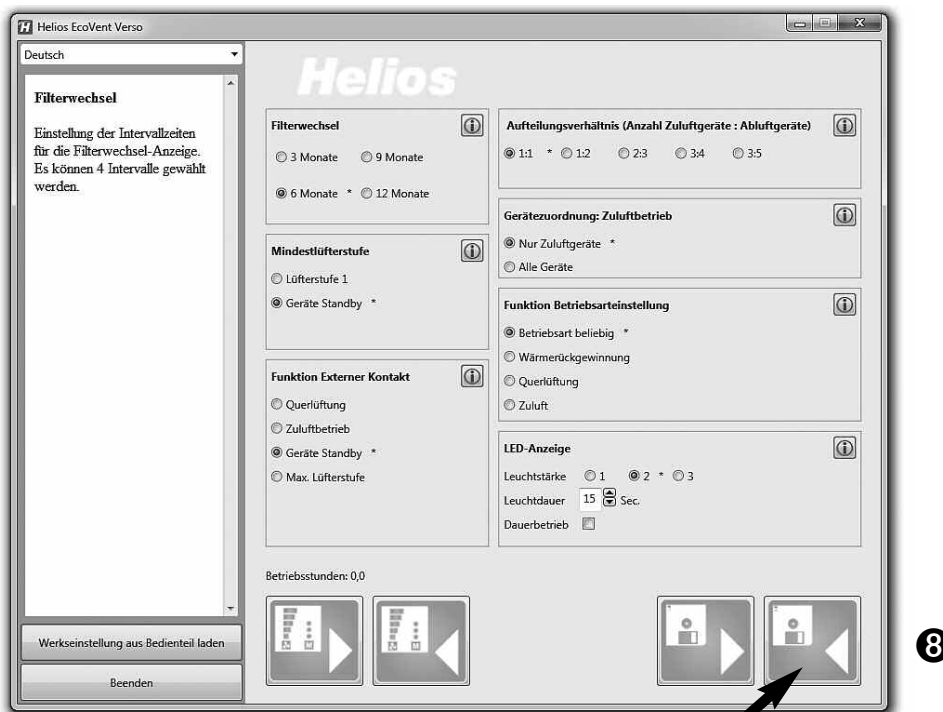 Helios EcoVent Verso
Deutsch
Filterwechsel
Einstellung der Intervallzeiten
für die Filterwechsel-Anzeige.
Es können 4 Intervalle gewählt
werden.
Werkseinstellung aus Bedienteil laden
Beenden
Helios
Filterwechsel
3 Monate 9 Monate
6 Monate * 12 Monate
Mindestlüfterstufe
Lüfterstufe 1
Geräte Standby *
Funktion Externer Kontakt
Querlüftung
Zuluftbetrieb
Geräte Standby *
Max. Lüfterstufe
Aufteilungsverhältnis (Anzahl Zuluftgeräte : Abluftgeräte)
1:1 * 1:2 2:3 3:4 3:5
Gerätezuordnung: Zuluftbetrieb
Nur Zuluftgeräte *
Alle Geräte
Funktion Betriebsarteinstellung
Betriebsart beliebig *
Wärmerückgewinnung
Querlüftung
Zuluft
LED-Anzeige
Leuchtstärke 1 2 * 3
Leuchtdauer 15 Sec.
Dauerbetrieb
Betriebsstunden: 0,0
8